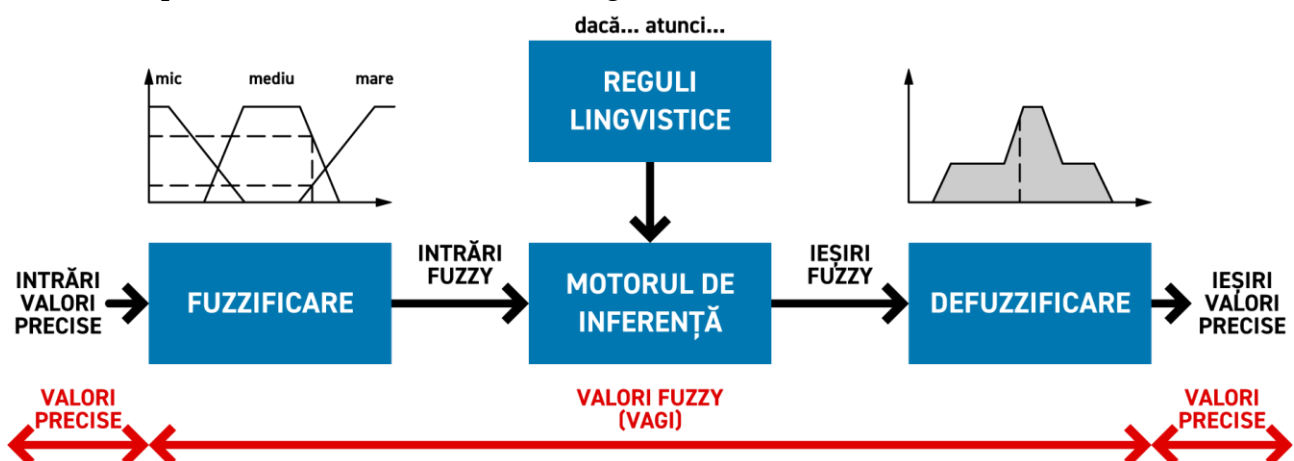 dacă... atunci...
REGULI
LINGVISTICE
mic mediu mare
INTRĂRI
VALORI
PRECISE
FUZZIFICARE
INTRĂRI
FUZZY
MOTORUL DE
INFERENȚĂ
IEȘIRI
FUZZY
DEFUZZIFICARE
IEȘIRI
VALORI
PRECISE
VALORI
PRECISE
VALORI FUZZY
(VAGI)
VALORI
PRECISE